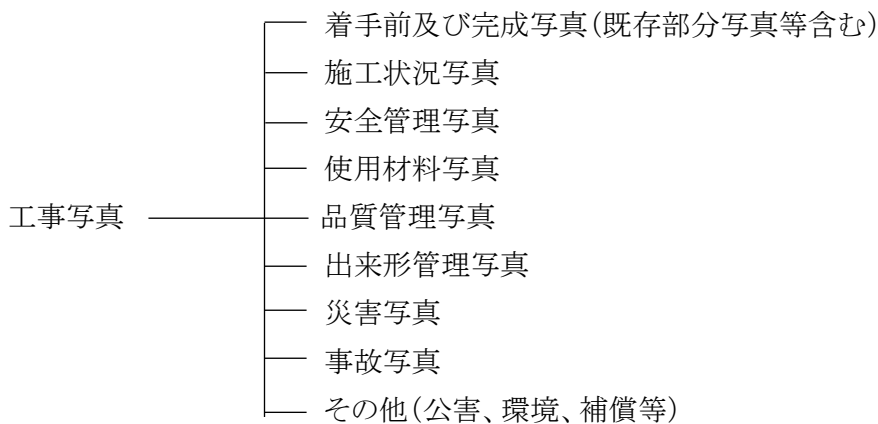 着手前及び完成写真(既存部分写真等含む)
施工状況写真
安全管理写真
使用材料写真
工事写真 品質管理写真
出来形管理写真
災害写真
事故写真
その他(公害、環境、補償等)